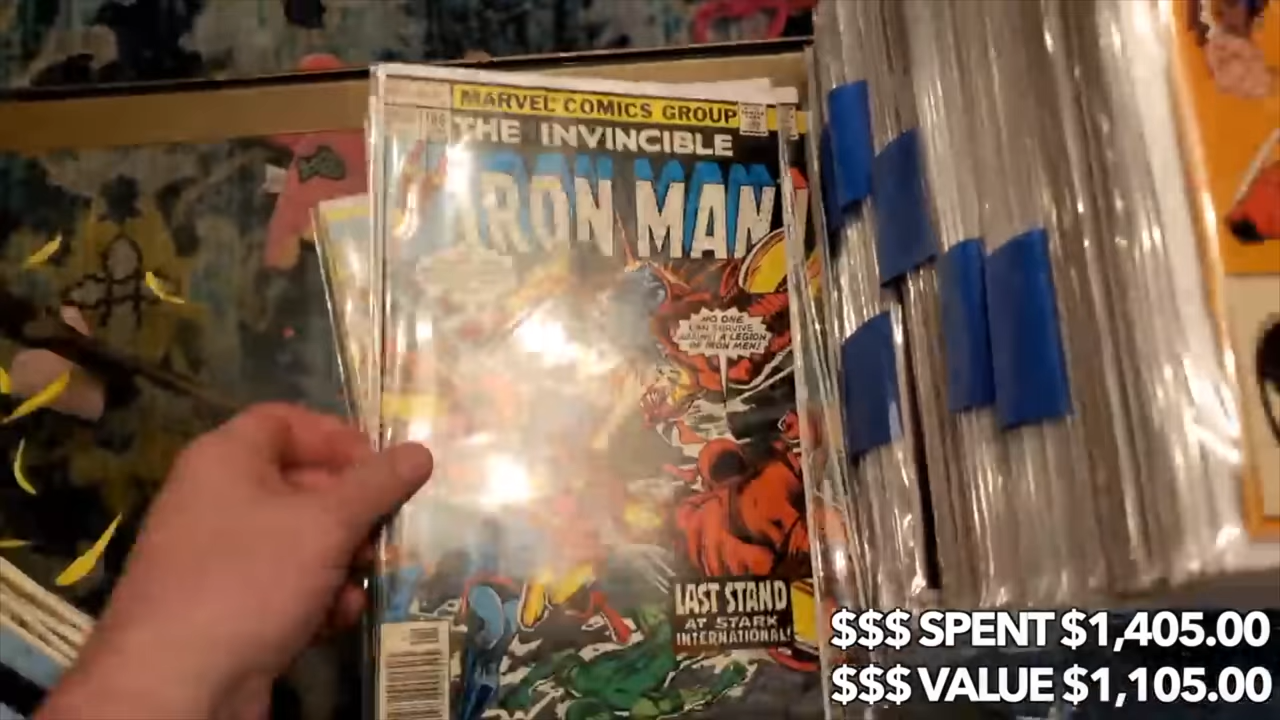 MARVEL COMICS GROUP
THE INVINCIBLE
IRON MAN
NO ONE
CAN SURVIVE
AGAINST A LEGION
OF IRON MEN!
LAST STAND
AT STARK
INTERNATIONAL!
$$$ SPENT $1,405.00
$$$ VALUE $1,105.00